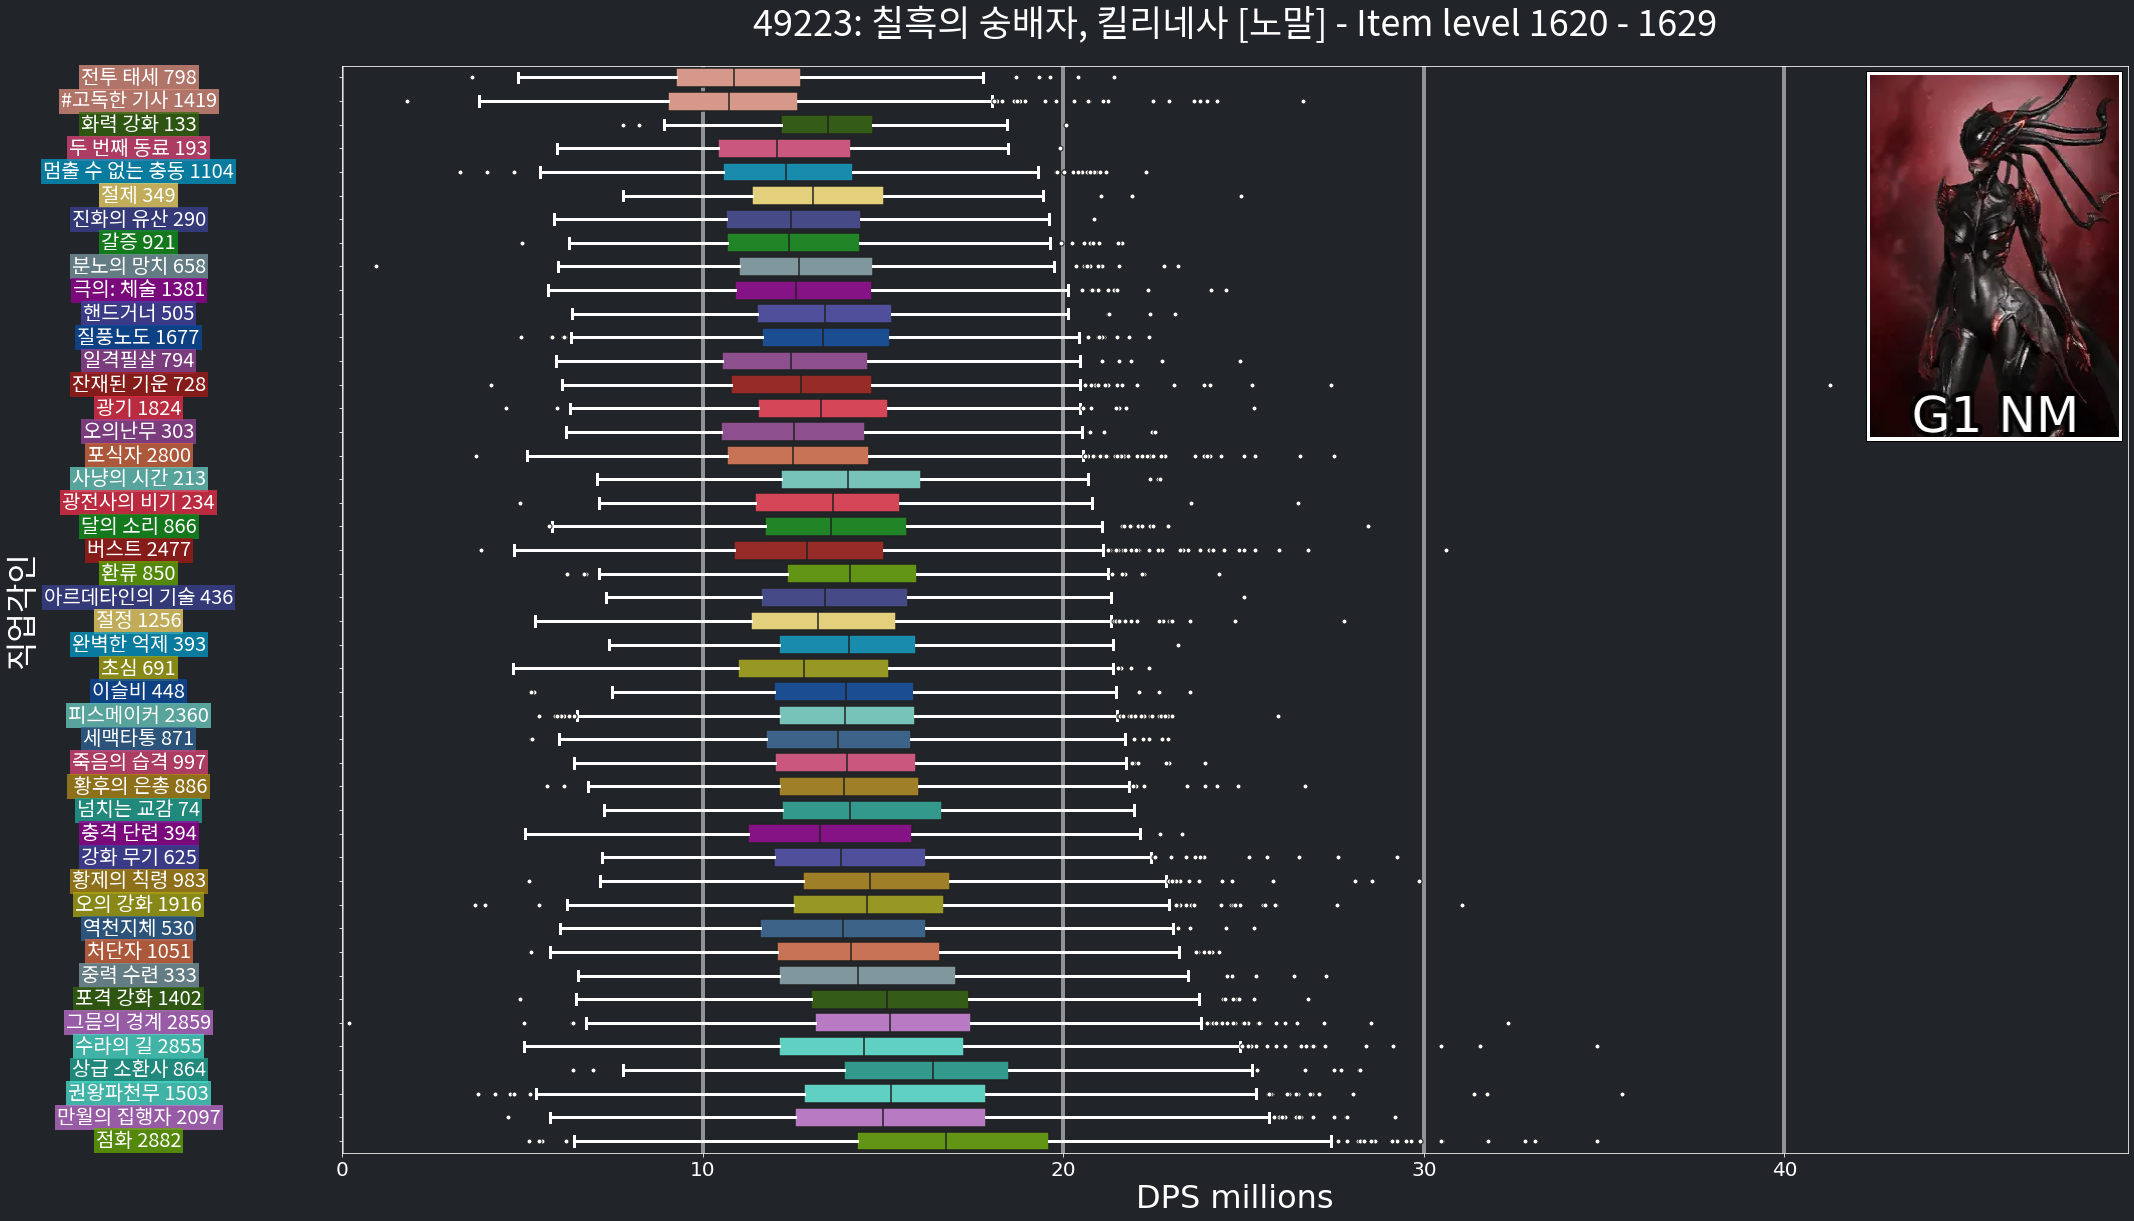 49223: 칠흑의 숭배자, 킬리네사 [노말] - Item level 1620 - 1629
전투 태세 798
#고독한 기사 1419
화력 강화 133
두 번째 동료 193
멈출 수 없는 충동 1104
절제 349
진화의 유산 290
갈증 921
분노의 망치 658
극의: 체술 1381
핸드거너 505
질풍노도 1677
일격필살 794
잔재된 기운 728
광기 1824
오의난무 303
포식자 2800
사냥의 시간 213
광전사의 비기 234
달의 소리 866
버스트 2477
환류 850
아르데타인의 기술 436
절정 1256
완벽한 억제 393
초심 691
이슬비 448
피스메이커 2360
세맥타통 871
죽음의 습격 997
황후의 은총 886
넘치는 교감 74
충격 단련 394
강화 무기 625
황제의 칙령 983
오의 강화 1916
역천지체 530
처단자 1051
중력 수련 333
포격 강화 1402
그믐의 경계 2859
수라의 길 2855
상급 소환사 864
권왕파천무 1503
만월의 집행자 2097
점화 2882
직업각인
G1 NM
0 10 20 30 40
DPS millions